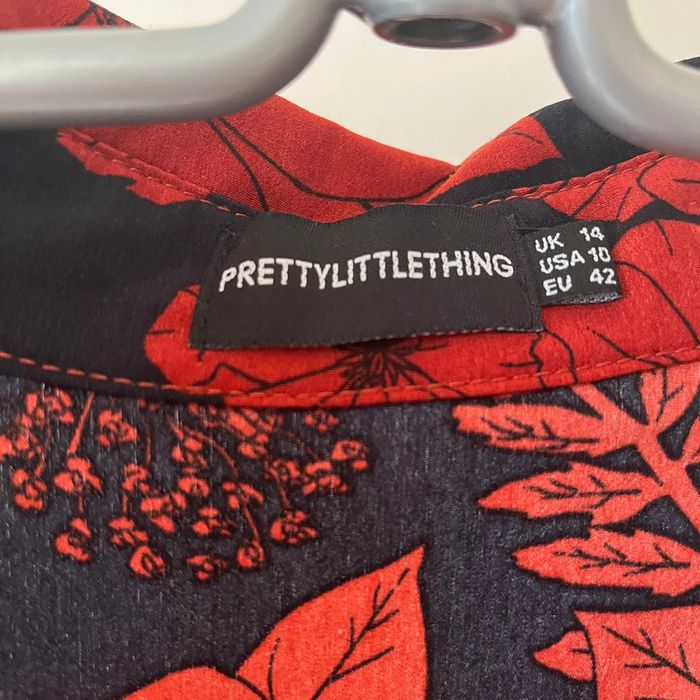 PRETTYLITTLETHING
UK 14
USA 10
EU 42